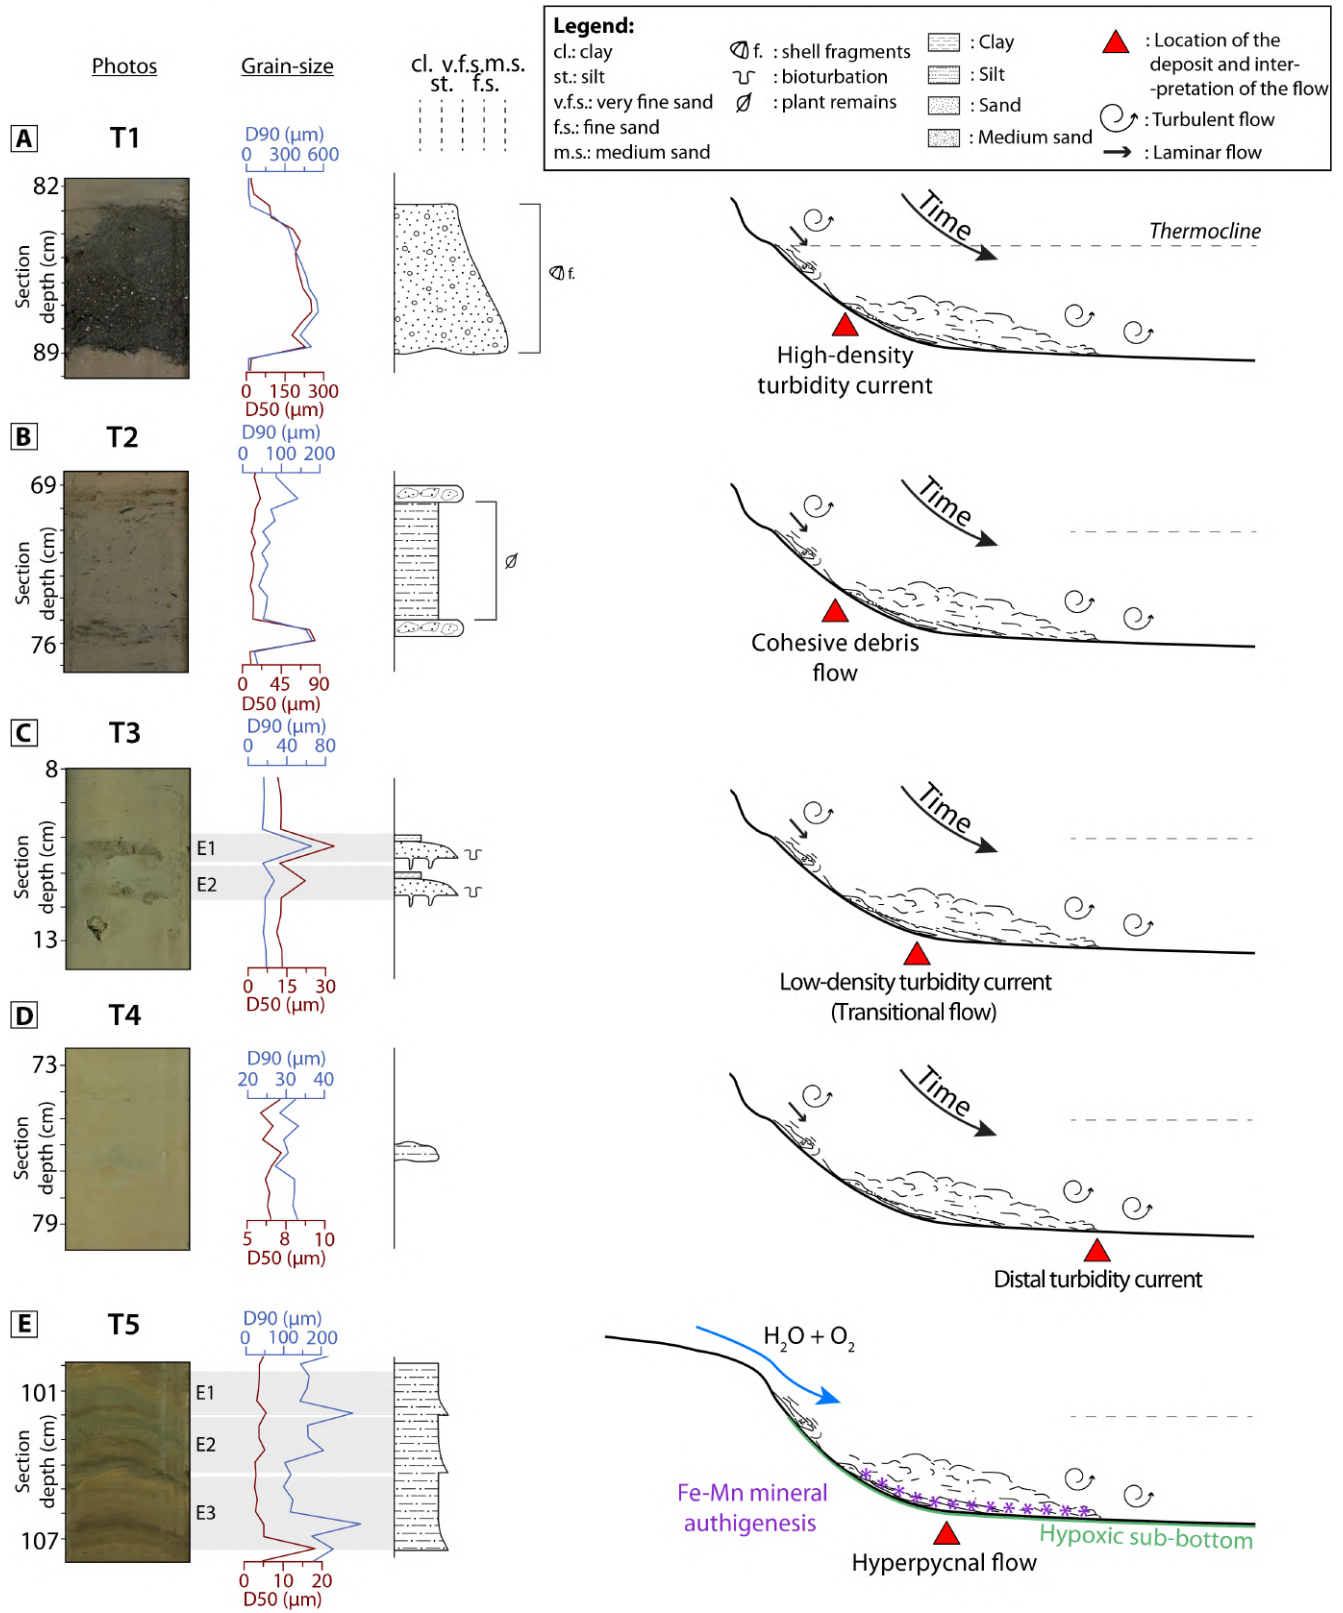 Photos
Grain-size
cl. v.f.s.m.s.
st. f.s.
Legend:
cl.: clay
st.: silt
v.f.s.: very fine sand
f.s.: fine sand
m.s.: medium sand
f. : shell fragments
: bioturbation
: plant remains
: Clay
: Silt
: Sand
: Medium sand
: Location of the
deposit and inter-
-pretation of the flow
: Turbulent flow
: Laminar flow
A T1
D90 (μm)
0 300 600
82
Section
depth (cm)
89
0 150 300
D50 (μm)
f.
Time
Thermocline
High-density
turbidity current
B T2
D90 (μm)
0 100 200
69
Section
depth (cm)
76
0 45 90
D50 (μm)
Time
Cohesive debris
flow
C T3
D90 (μm)
0 40 80
8
Section
depth (cm)
13
E1
E2
0 15 30
D50 (μm)
Time
Low-density turbidity current
(Transitional flow)
D T4
D90 (μm)
20 30 40
73
Section
depth (cm)
79
5 8 10
D50 (μm)
Time
Distal turbidity current
E T5
D90 (μm)
0 100 200
101
Section
depth (cm)
107
E1
E2
E3
0 10 20
D50 (μm)
H2O + O2
Fe-Mn mineral
authigenesis
Hypoxic sub-bottom
Hyperpycnal flow